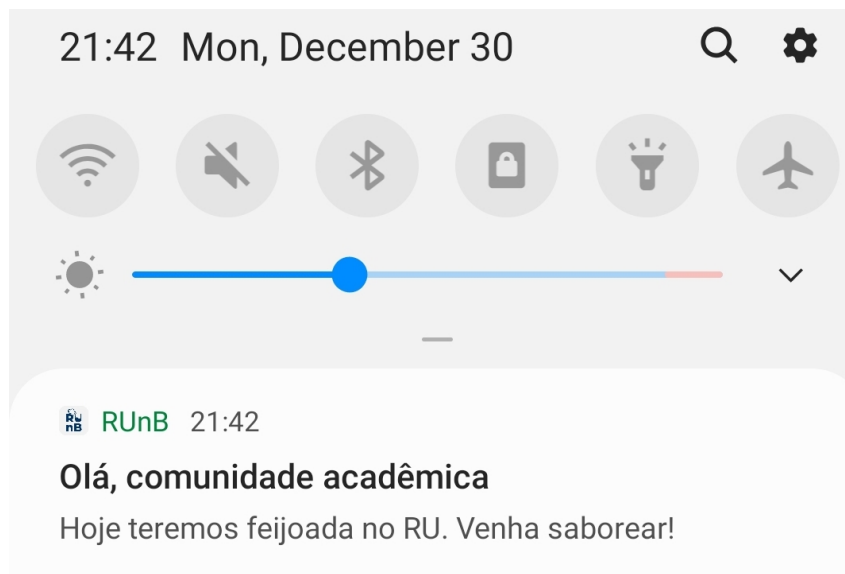 21:42 Mon, December 30
RUnB 21:42
Olá, comunidade acadêmica
Hoje teremos feijoada no RU. Venha saborear!